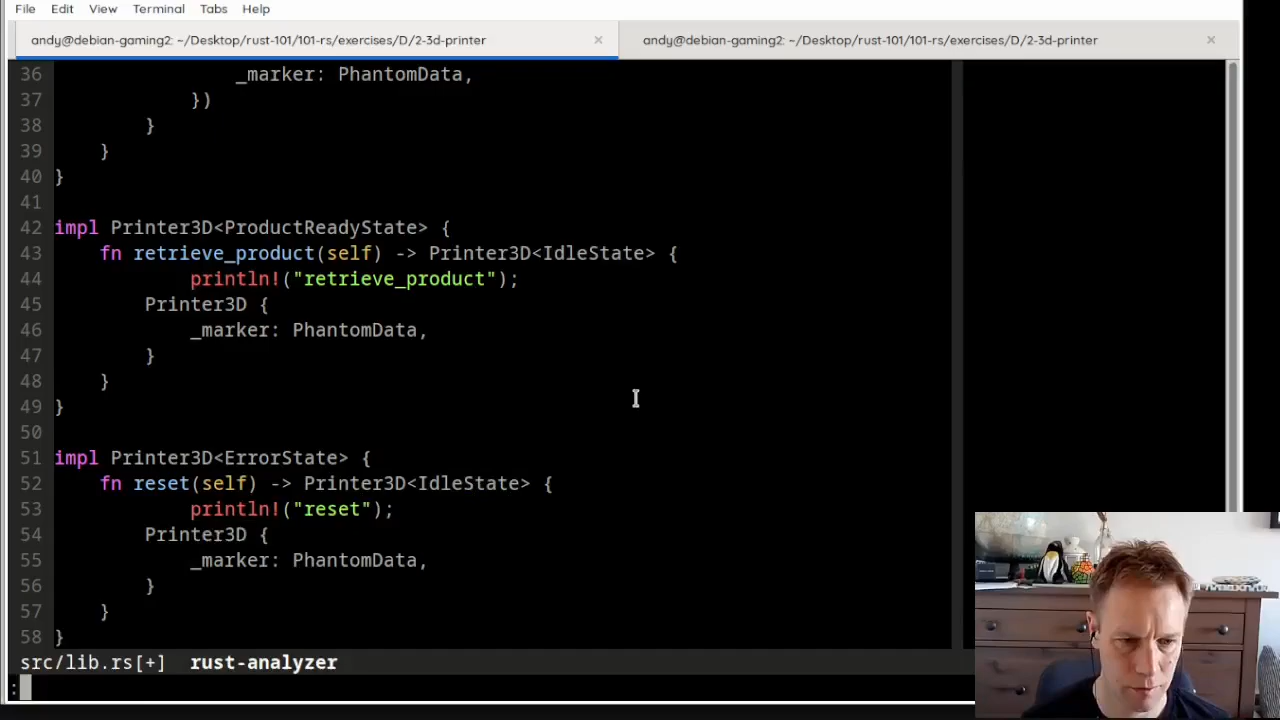 File Edit View Terminal Tabs Help
andy@debian-gaming2: ~/Desktop/rust-101/101-rs/exercises/D/2-3d-printer × andy@debian-gaming2: ~/Desktop/rust-101/101-rs/exercises/D/2-3d-printer ×
36                 _marker: PhantomData,
37             })
38         }
39     }
40 }
41
42 impl Printer3D<ProductReadyState> {
43     fn retrieve_product(self) -> Printer3D<IdleState> {
44             println!("retrieve_product");
45         Printer3D {
46             _marker: PhantomData,
47         }
48     }
49 }
50
51 impl Printer3D<ErrorState> {
52     fn reset(self) -> Printer3D<IdleState> {
53             println!("reset");
54         Printer3D {
55             _marker: PhantomData,
56         }
57     }
58 }
src/lib.rs[+] rust-analyzer
: